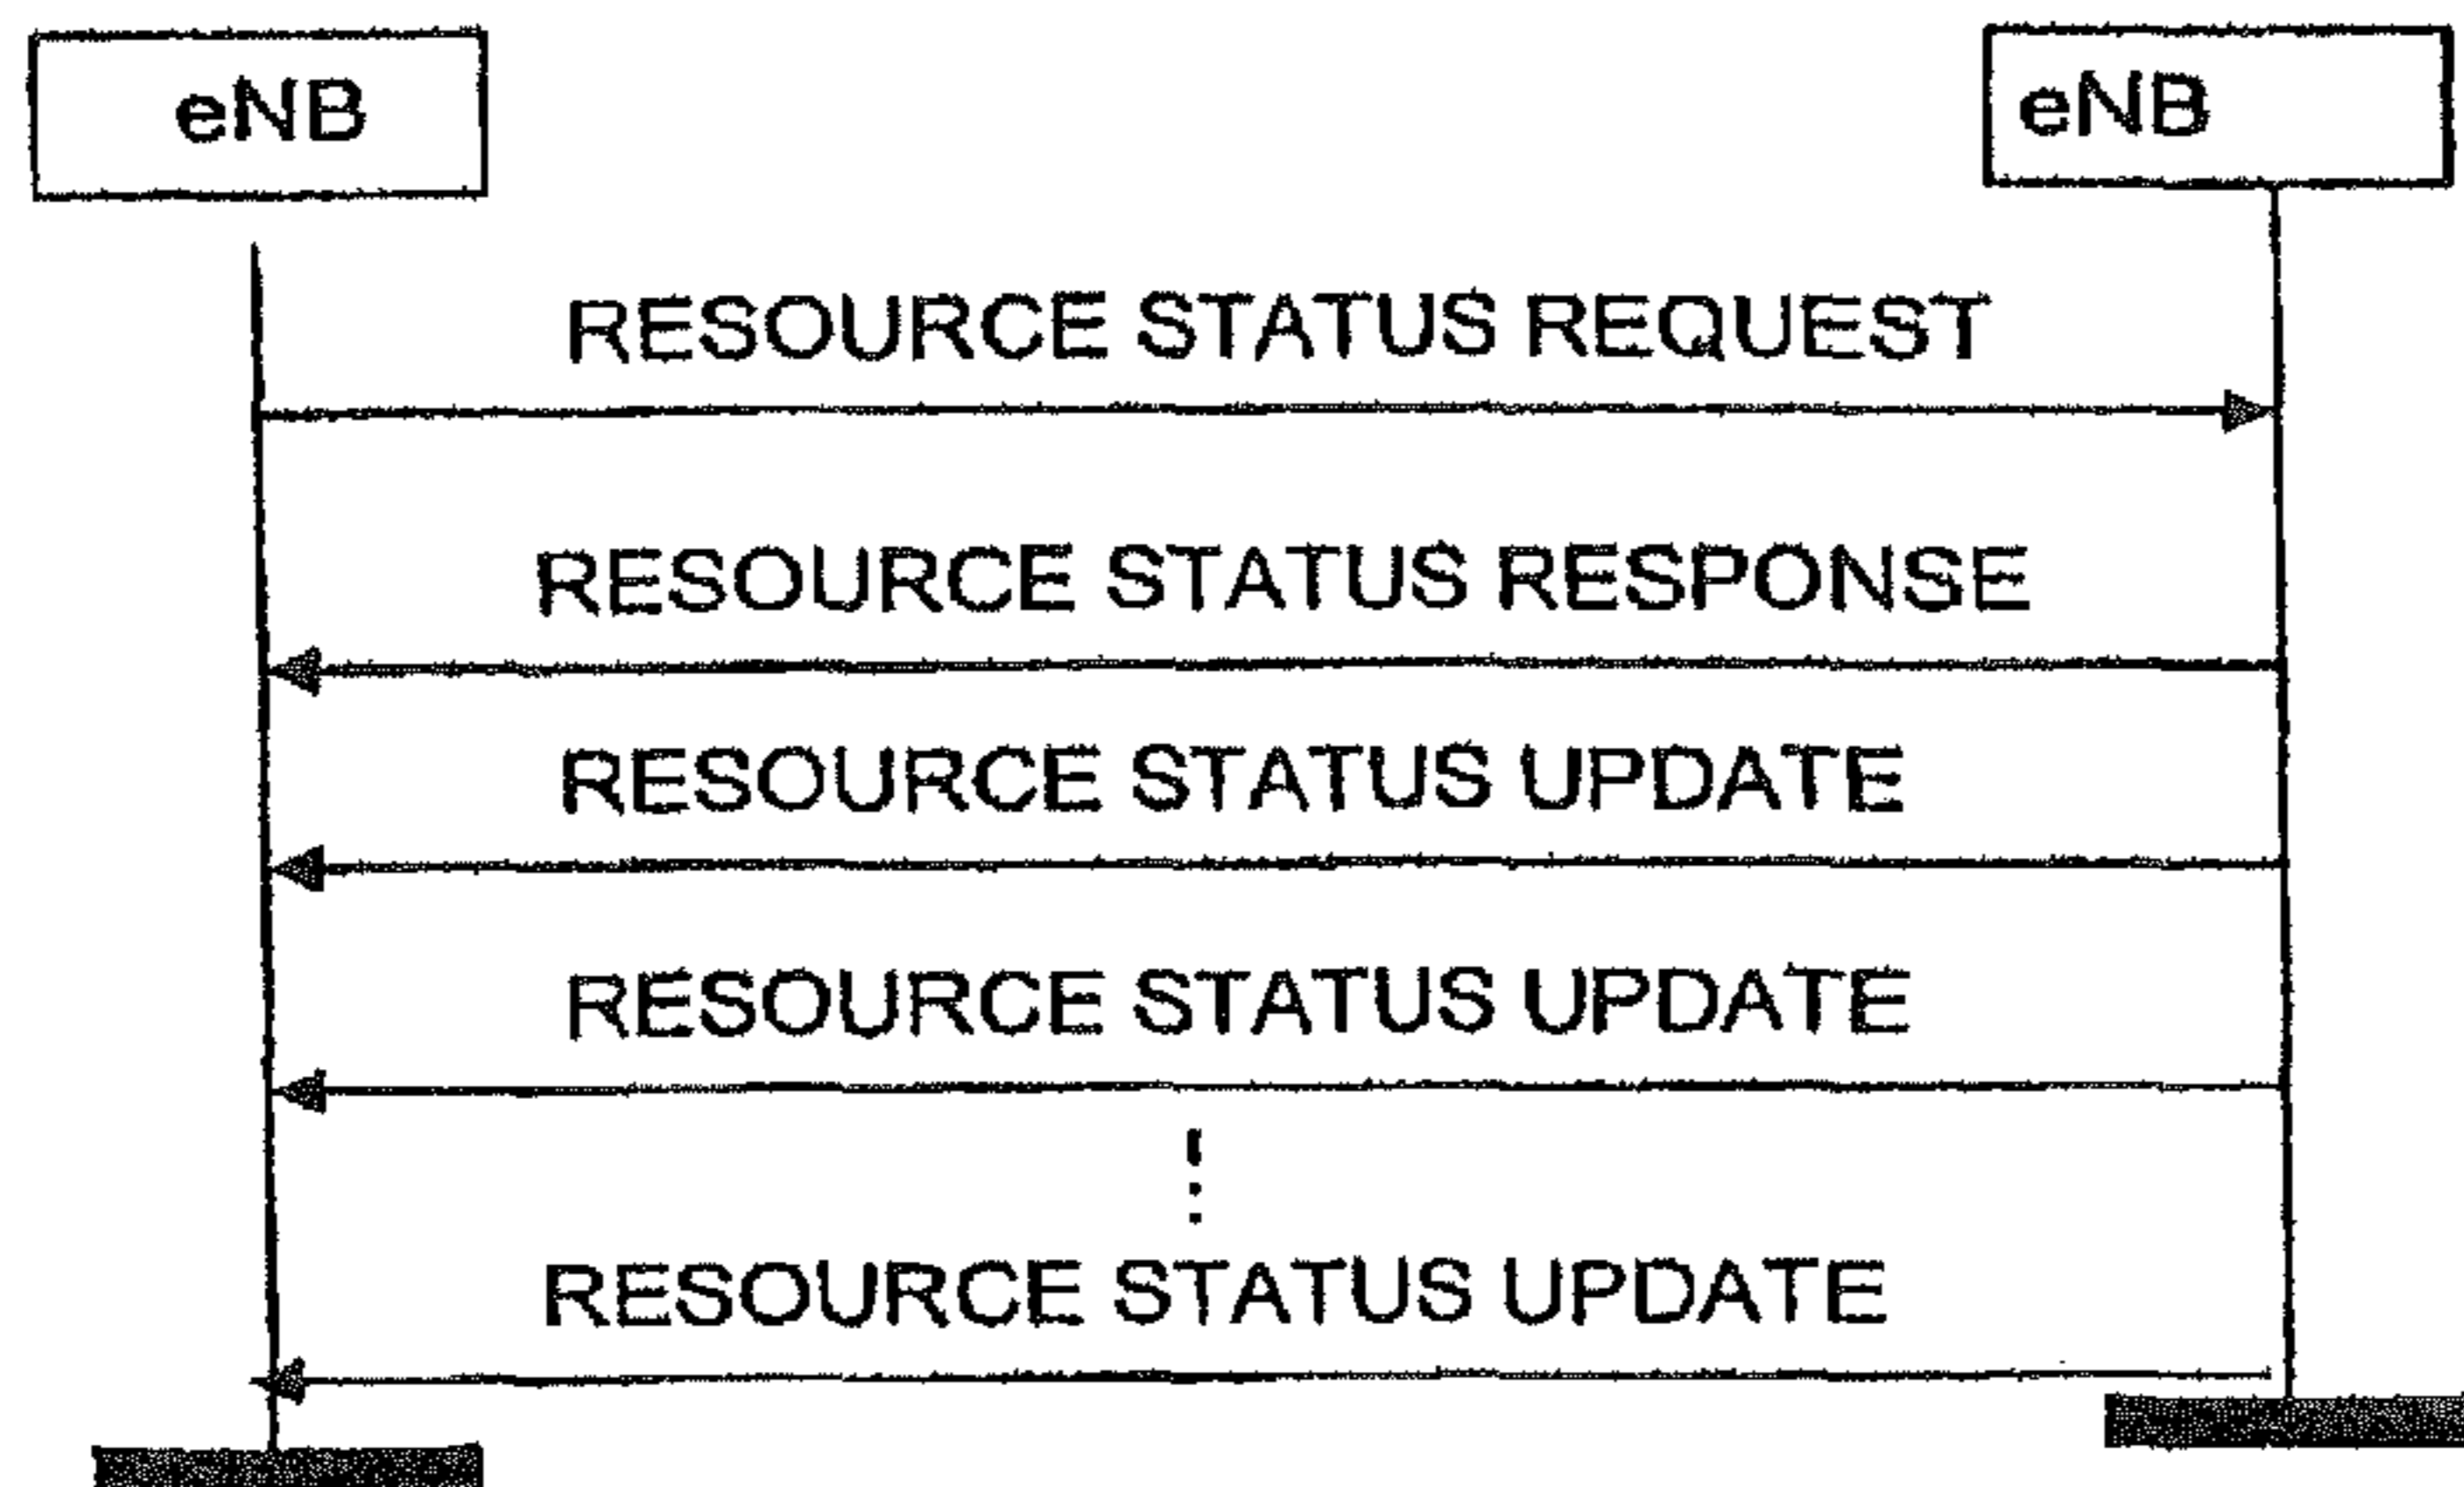 eNB
eNB
RESOURCE STATUS REQUEST
RESOURCE STATUS RESPONSE
RESOURCE STATUS UPDATE
RESOURCE STATUS UPDATE
RESOURCE STATUS UPDATE